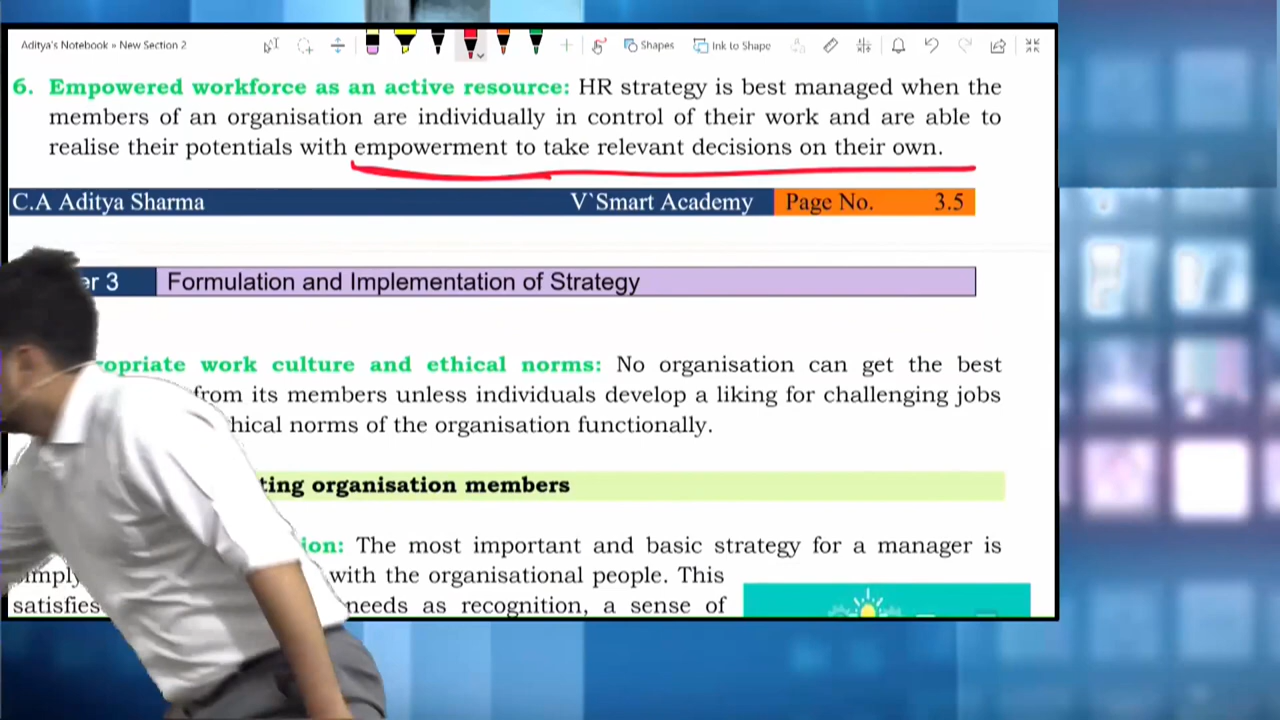 Aditya's Notebook » New Section 2
Shapes
Ink to Shape
6. Empowered workforce as an active resource: HR strategy is best managed when the
members of an organisation are individually in control of their work and are able to
realise their potentials with empowerment to take relevant decisions on their own.
C.A Aditya Sharma V`Smart Academy Page No. 3.5
3 Formulation and Implementation of Strategy
work culture and ethical norms: No organisation can get the best
from its members unless individuals develop a liking for challenging jobs
norms of the organisation functionally.
organisation members
The most important and basic strategy for a manager is
with the organisational people. This
satisfies needs as recognition, a sense of